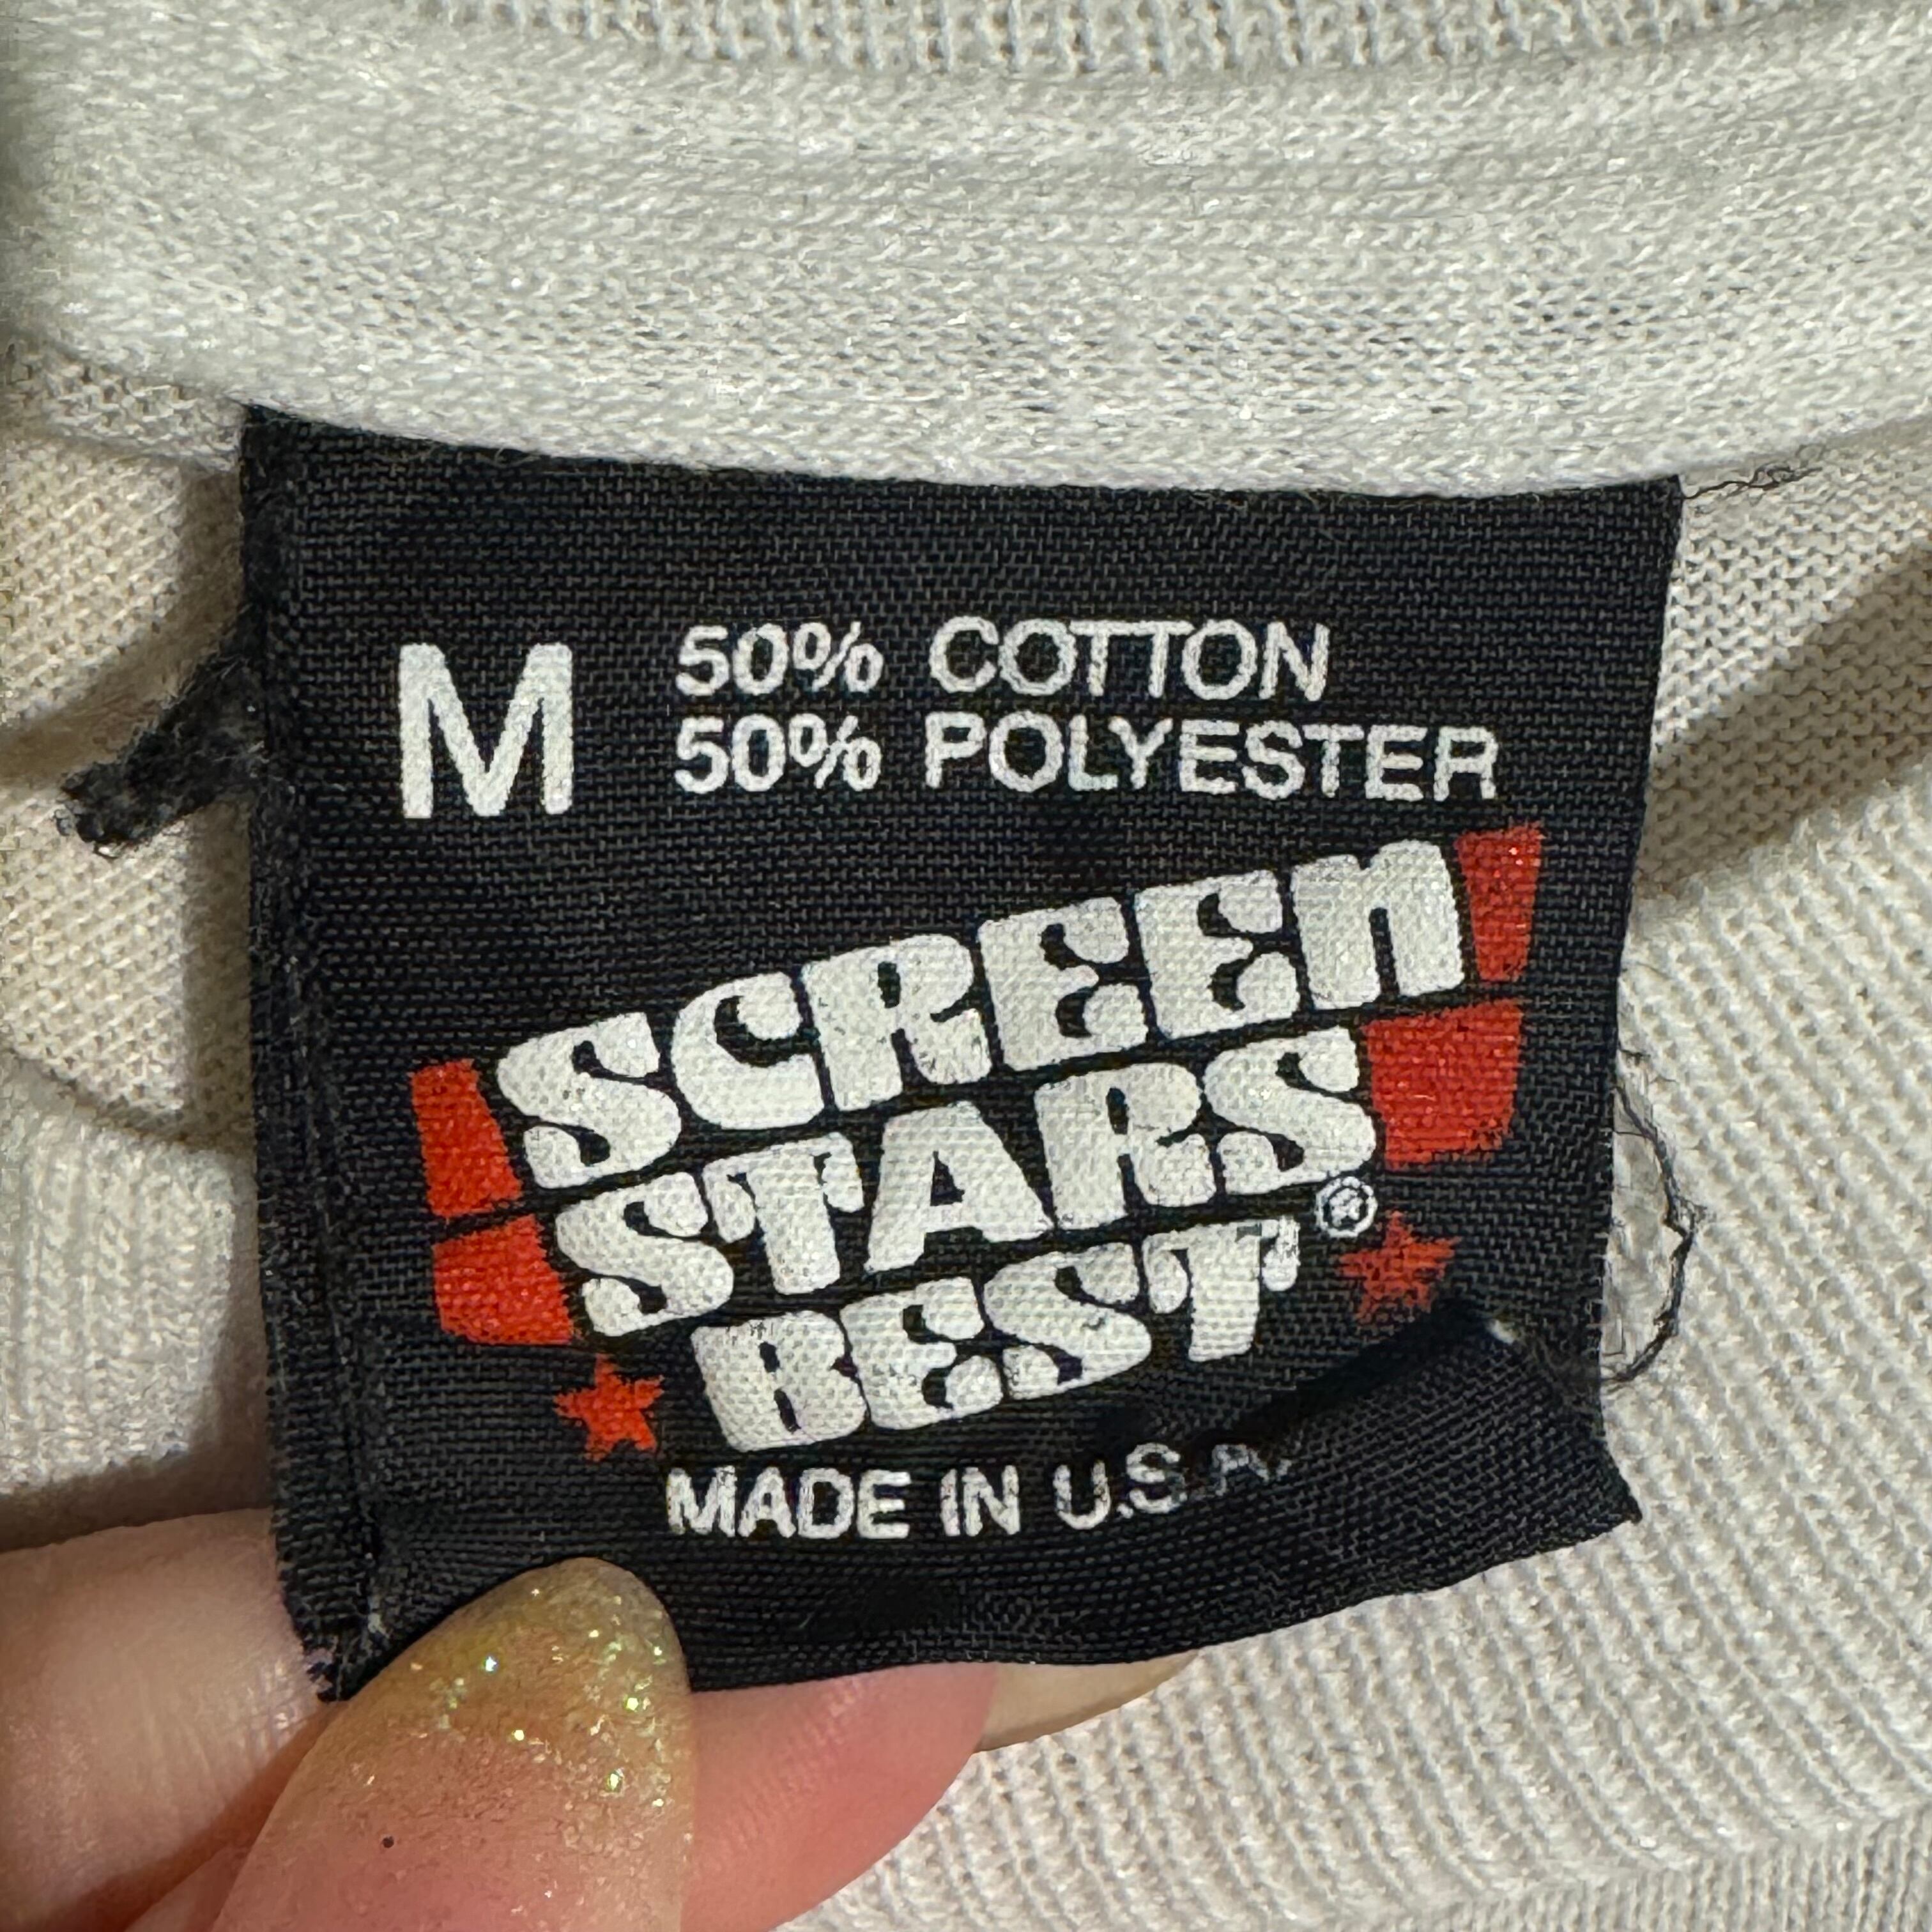 M 50% COTTON
50% POLYESTER
SCREEN
STARS
BEST®
MADE IN U.S.A.